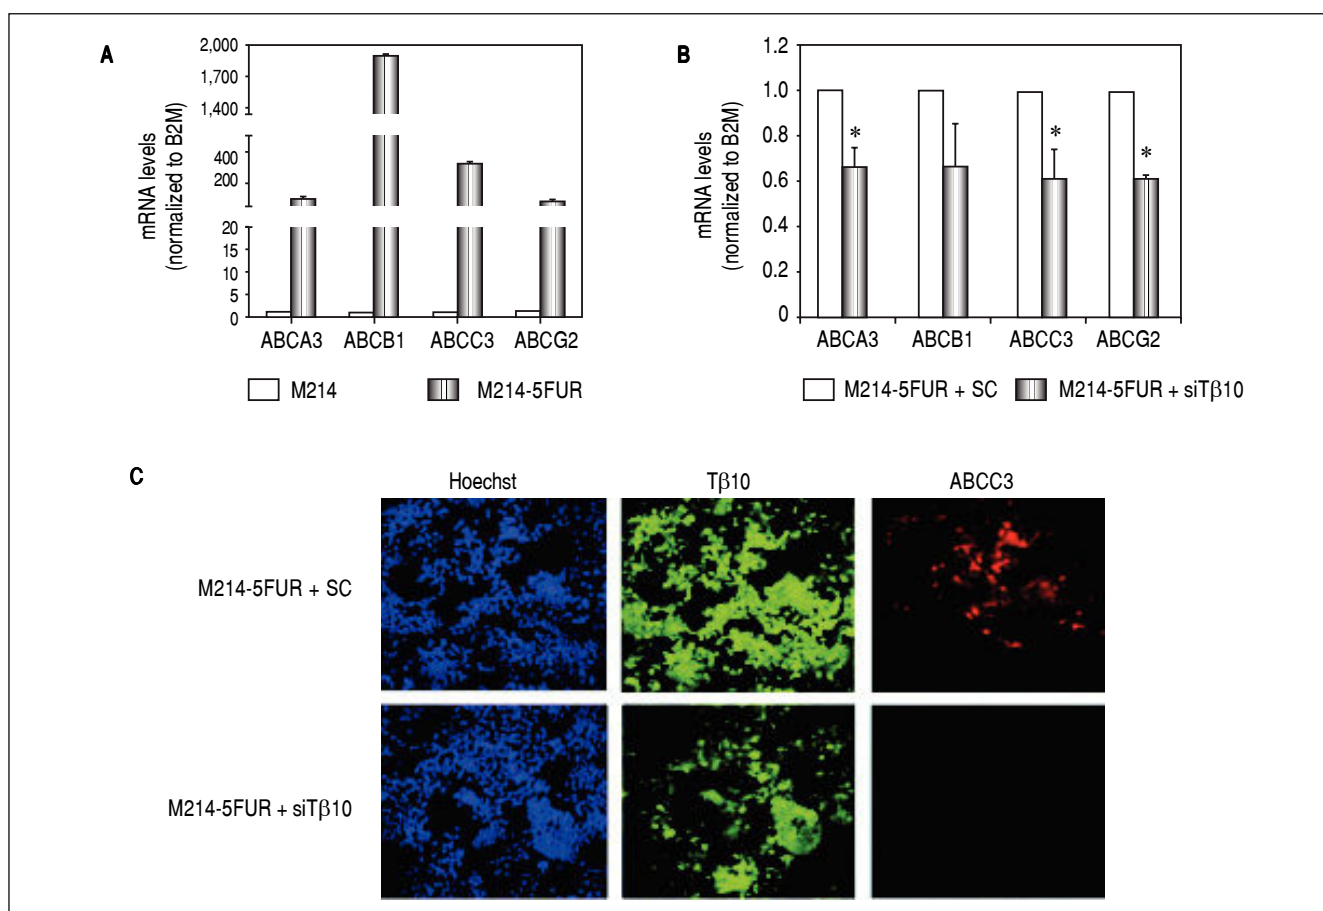 A
mRNA levels
(normalized to B2M)
2,000
1,700
1,400
400
200
20
15
10
5
0
ABCA3 ABCB1 ABCC3 ABCG2
M214 M214-5FUR
B
mRNA levels
(normalized to B2M)
1.2
1.0
0.8
0.6
0.4
0.2
0
* * *
ABCA3 ABCB1 ABCC3 ABCG2
M214-5FUR + SC M214-5FUR + siTβ10
C
Hoechst Tβ10 ABCC3
M214-5FUR + SC
M214-5FUR + siTβ10